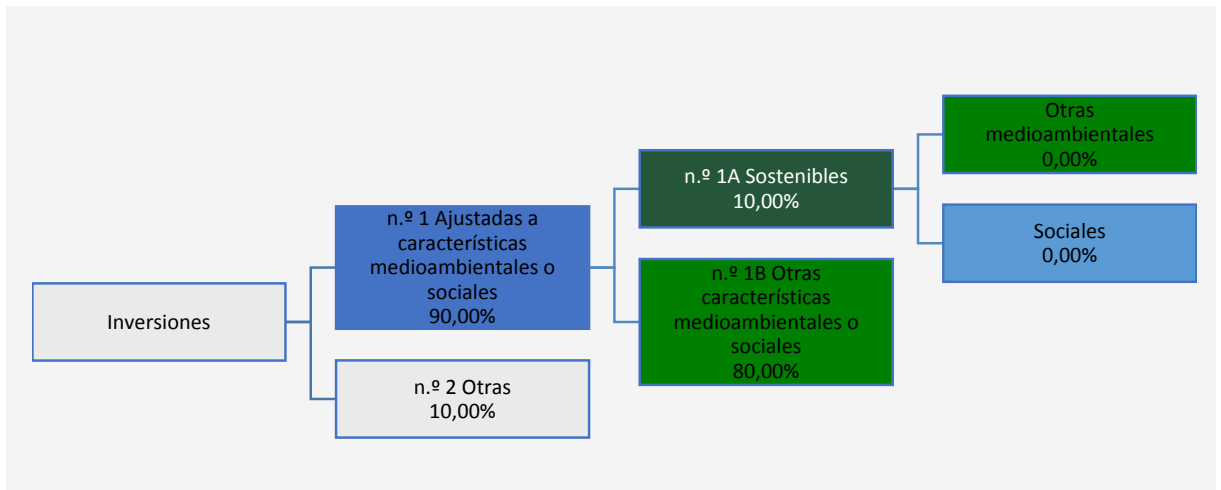 Inversiones
n.º 1 Ajustadas a
características
medioambientales o
sociales
90,00%
n.º 2 Otras
10,00%
n.º 1A Sostenibles
10,00%
n.º 1B Otras
características
medioambientales o
sociales
80,00%
Otras
medioambientales
0,00%
Sociales
0,00%